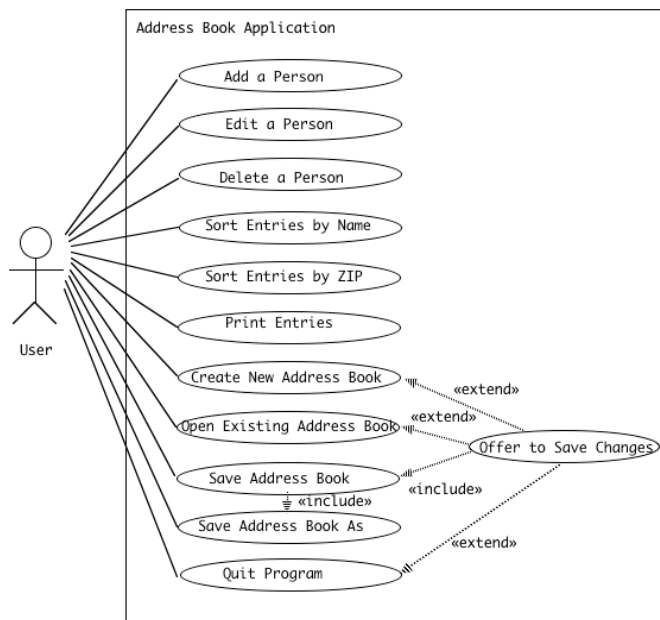 Address Book Application
Add a Person
Edit a Person
Delete a Person
Sort Entries by Name
Sort Entries by ZIP
Print Entries
User
Create New Address Book
«extend»
«extend»
Open Existing Address Book
Offer to Save Changes
Save Address Book
«include»
«include»
Save Address Book As
«extend»
Quit Program